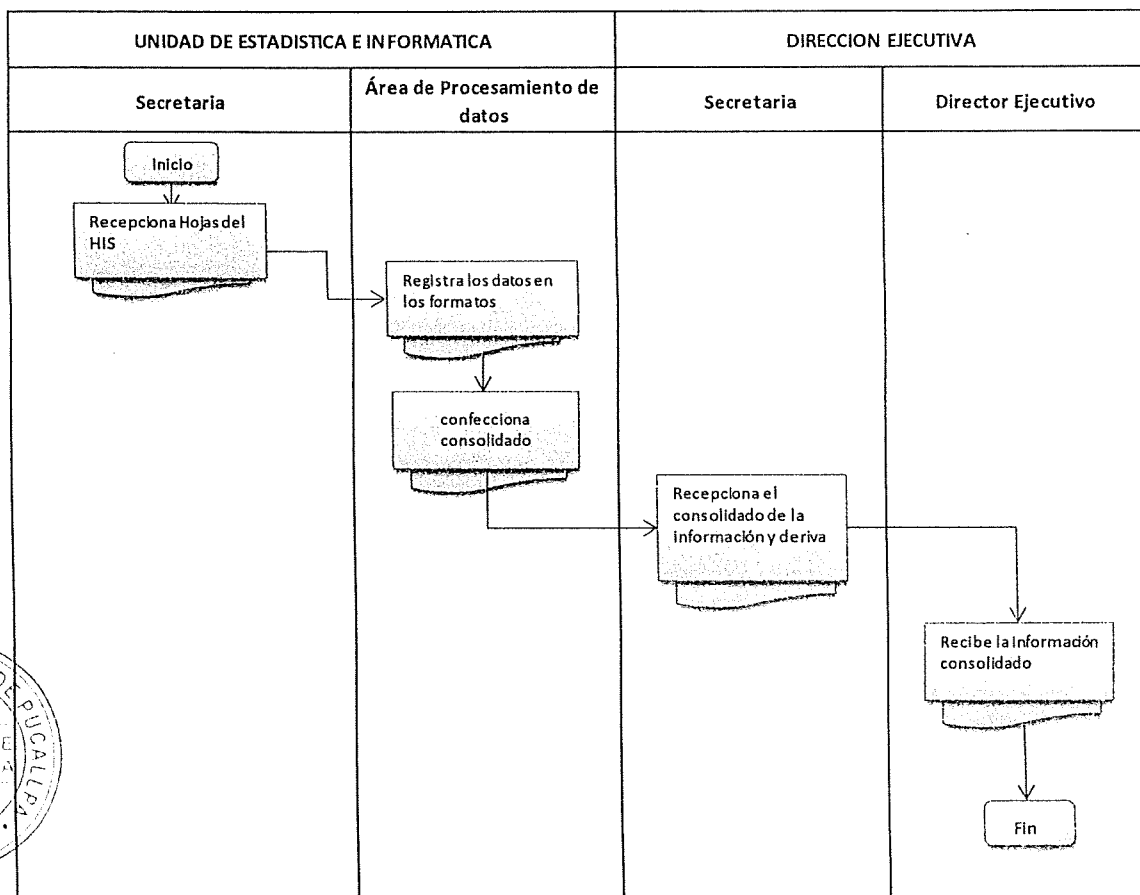 UNIDAD DE ESTADISTICA E INFORMATICA
DIRECCION EJECUTIVA
Secretaria
Área de Procesamiento de
datos
Secretaria
Director Ejecutivo
Inicio
Recepciona Hojas del
HIS
Registra los datos en
los formatos
confecciona
consolidado
Recepciona el
consolidado de la
información y deriva
Recibe la información
consolidado
Fin
DE PUCALLPA